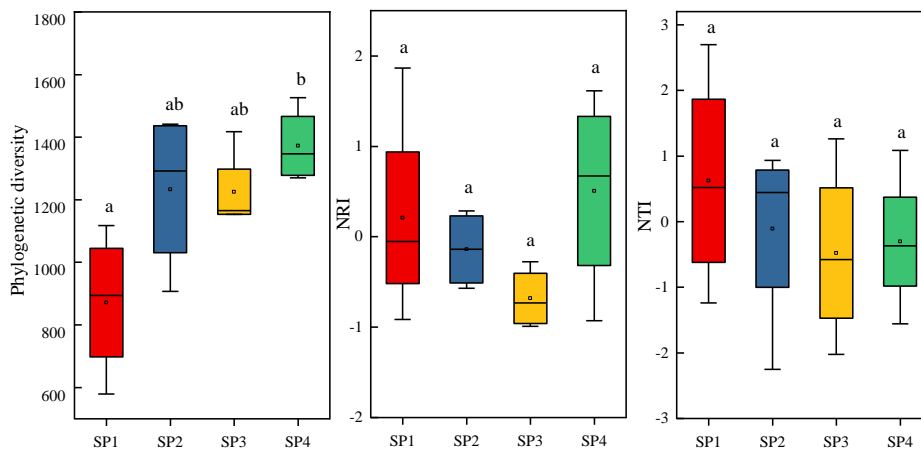 Phylogenetic diversity
1800
1600
1400
1200
1000
800
600
a
ab
ab
b
SP1 SP2 SP3 SP4
NRI
2
1
0
-1
-2
a
a
a
a
SP1 SP2 SP3 SP4
NTI
3
2
1
0
-1
-2
-3
a
a
a
a
SP1 SP2 SP3 SP4